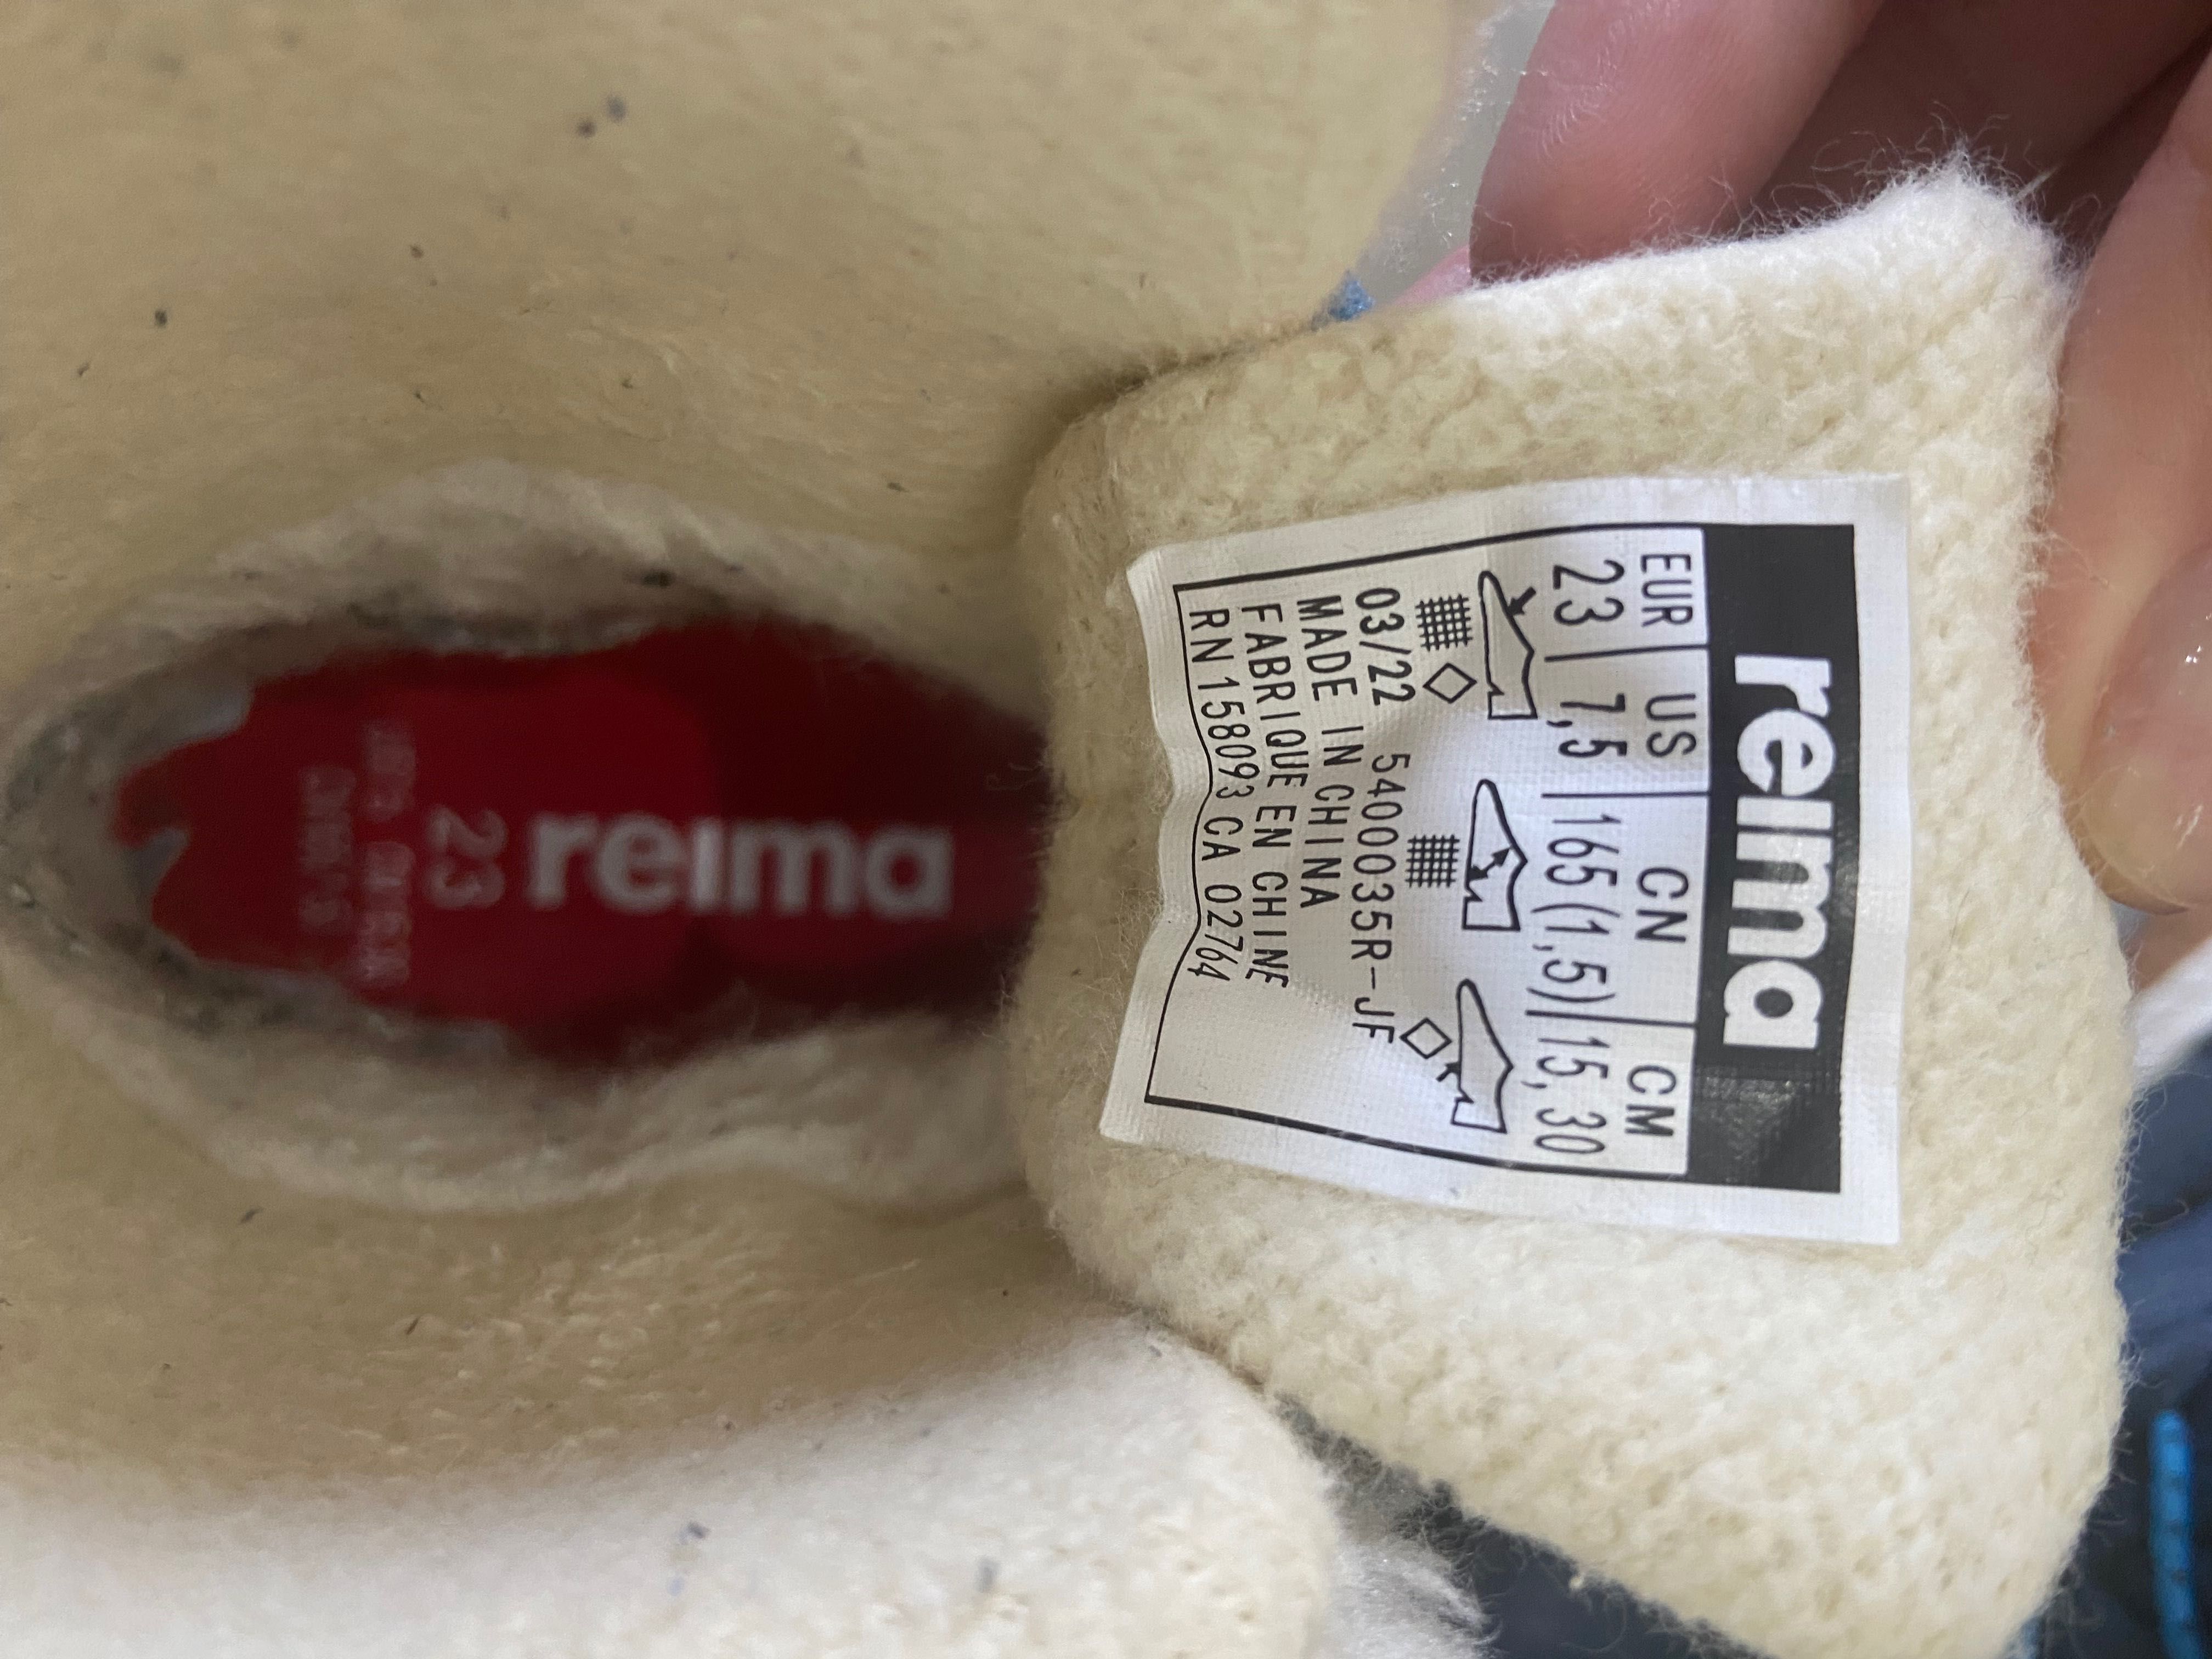 reima
EUR US CN CM
23 7,5 165(1,5) 15,30
03/22 5400035R-JF
MADE IN CHINA
FABRIQUE EN CHINE
RN 158093 CA 02764
reima
23